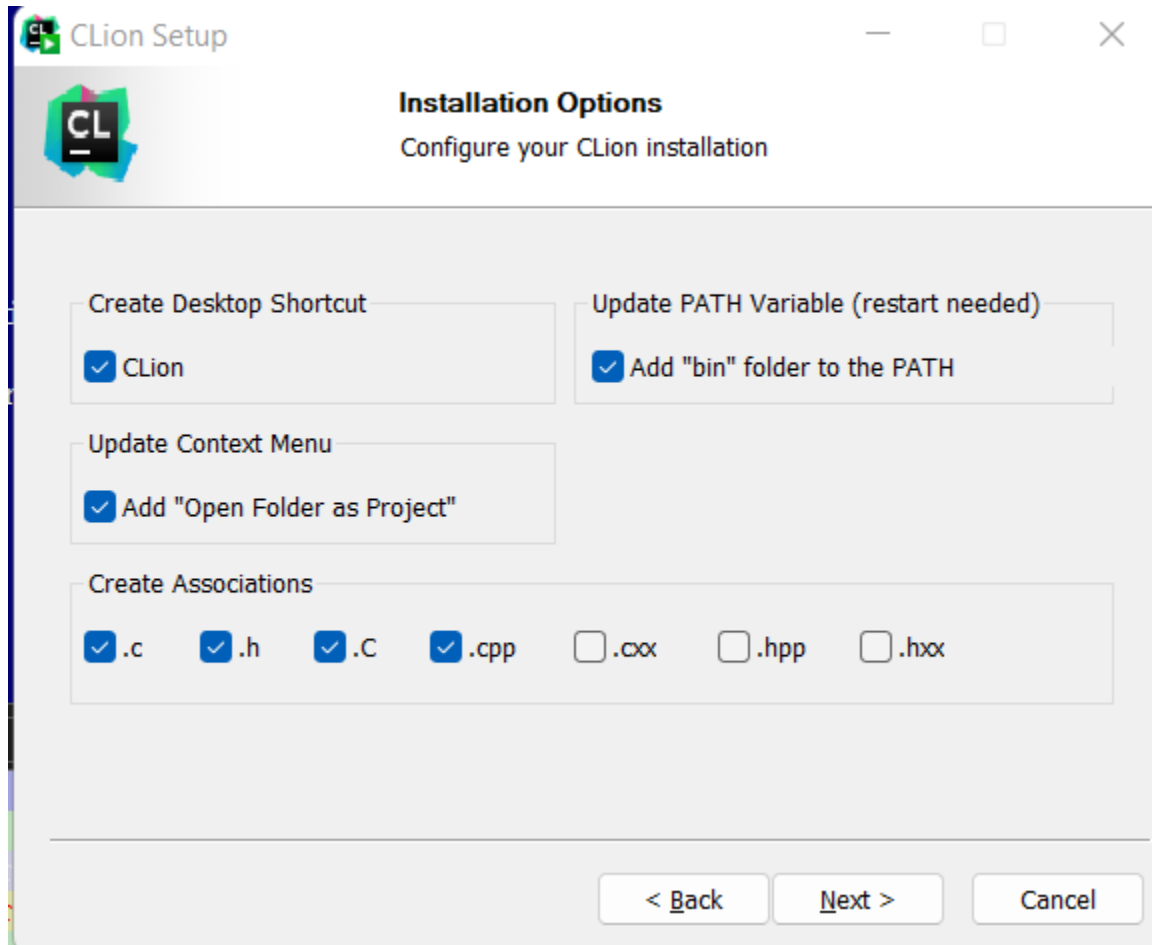 CL
CLion Setup
CL
Installation Options
Configure your CLion installation
Create Desktop Shortcut
CLion
Update PATH Variable (restart needed)
Add "bin" folder to the PATH
Update Context Menu
Add "Open Folder as Project"
Create Associations
.c .h .C .cpp .cxx .hpp .hxx
< Back Next > Cancel